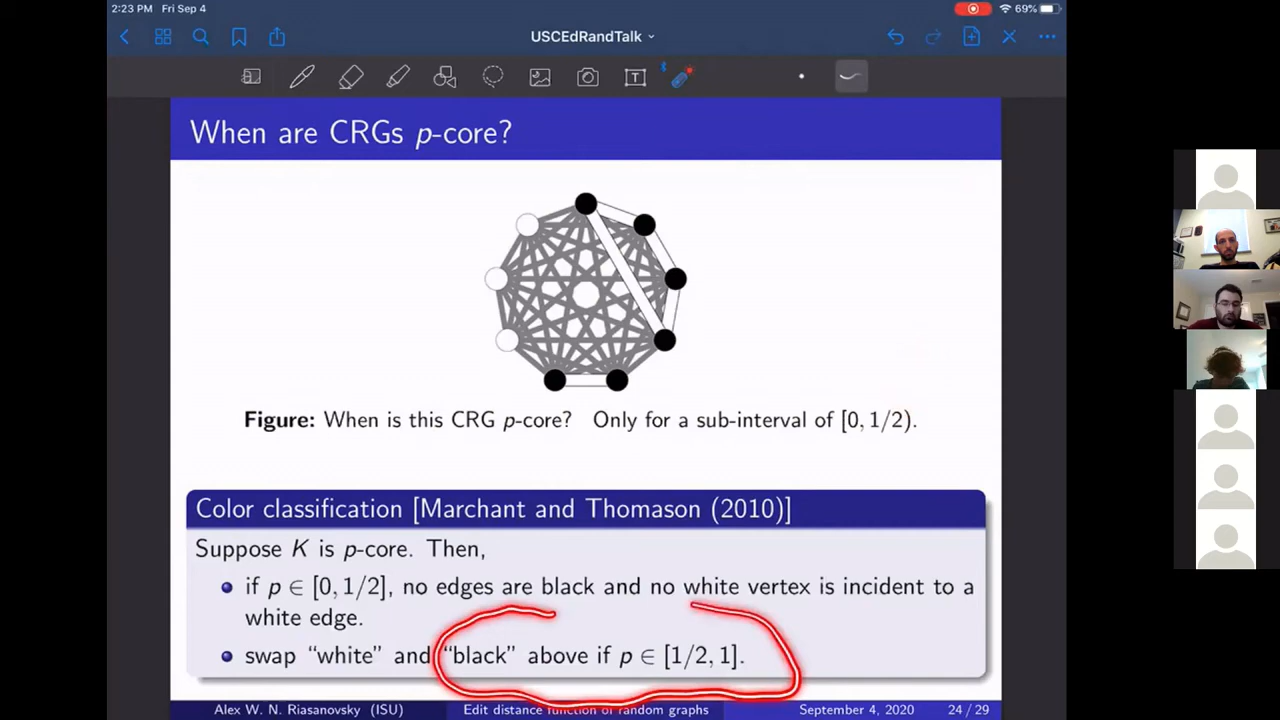 2:23 PM Fri Sep 4
69%
USCEdRandTalk
T
When are CRGs p-core?
Figure: When is this CRG p-core? Only for a sub-interval of [0, 1/2).
Color classification [Marchant and Thomason (2010)]
Suppose K is p-core. Then,
if p ∈ [0, 1/2], no edges are black and no white vertex is incident to a
white edge.
swap “white” and “black” above if p ∈ [1/2, 1].
Alex W. N. Riasanovsky (ISU) Edit distance function of random graphs September 4, 2020 24 / 29